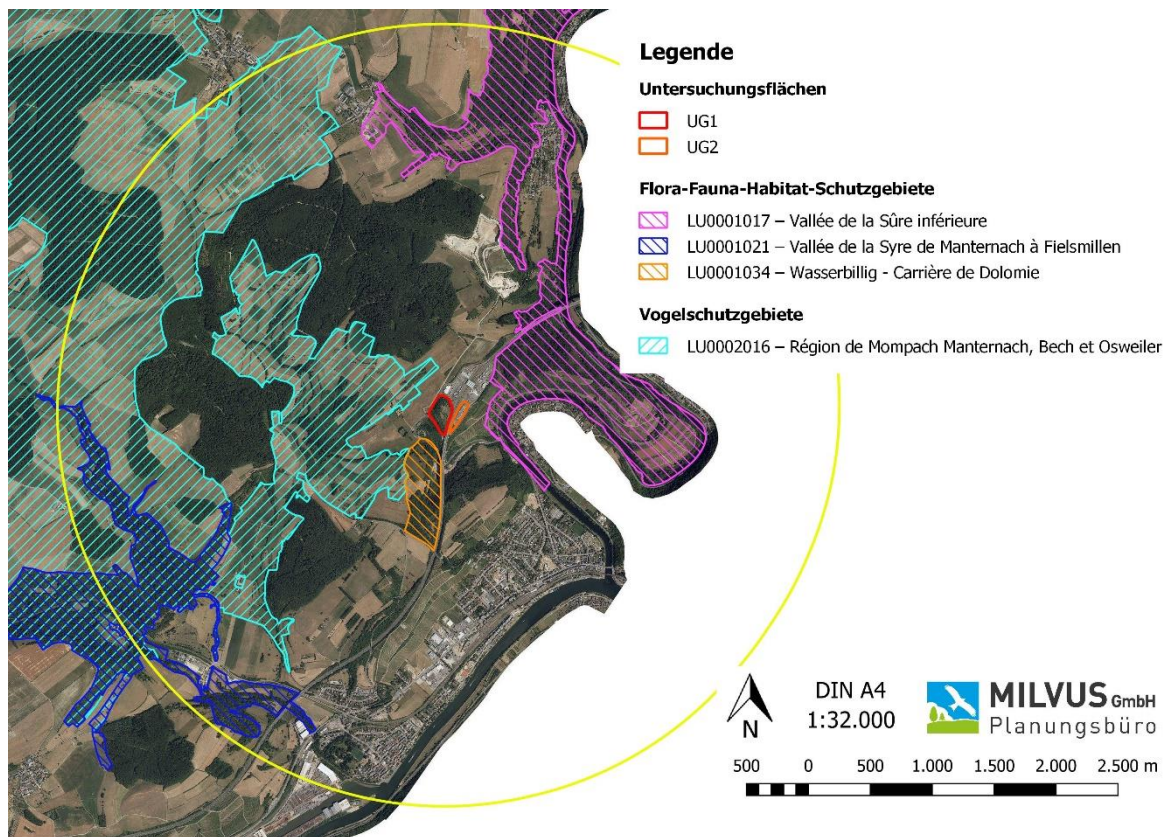 Legende
Untersuchungsflächen
UG1
UG2
Flora-Fauna-Habitat-Schutzgebiete
LU0001017 – Vallée de la Sûre inférieure
LU0001021 – Vallée de la Syre de Manternach à Fielsmillen
LU0001034 – Wasserbillig - Carrière de Dolomie
Vogelschutzgebiete
LU0002016 – Région de Mompach Manternach, Bech et Osweiler
N
DIN A4
1:32.000
MILVUS GmbH
Planungsbüro
500 0 500 1.000 1.500 2.000 2.500 m